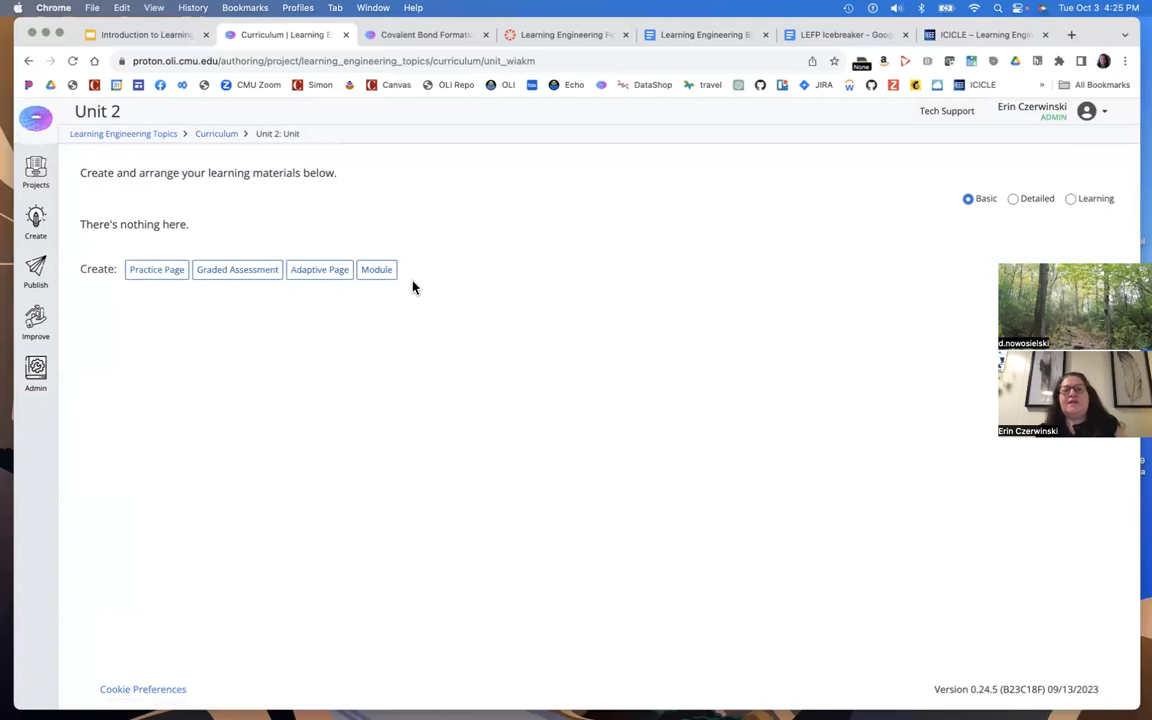 Chrome File Edit View History Bookmarks Profiles Tab Window Help Tue Oct 3 4:25 PM
Introduction to Learning Curriculum | Learning E Covalent Bond Formatio Learning Engineering Fe Learning Engineering B LEFP Icebreaker - Goog ICICLE – Learning Engin
proton.oli.cmu.edu/authoring/project/learning_engineering_topics/curriculum/unit_wiakm
None
CMU Zoom Simon Canvas OLI Repo OLI Echo DataShop travel JIRA ICICLE » All Bookmarks
Unit 2
Tech Support
Erin Czerwinski
ADMIN
Learning Engineering Topics > Curriculum > Unit 2: Unit
Projects
Create
Publish
Improve
Admin
Create and arrange your learning materials below.
Basic Detailed Learning
There's nothing here.
Create: Practice Page Graded Assessment Adaptive Page Module
d.nowosielski
Erin Czerwinski
Cookie Preferences
Version 0.24.5 (B23C18F) 09/13/2023